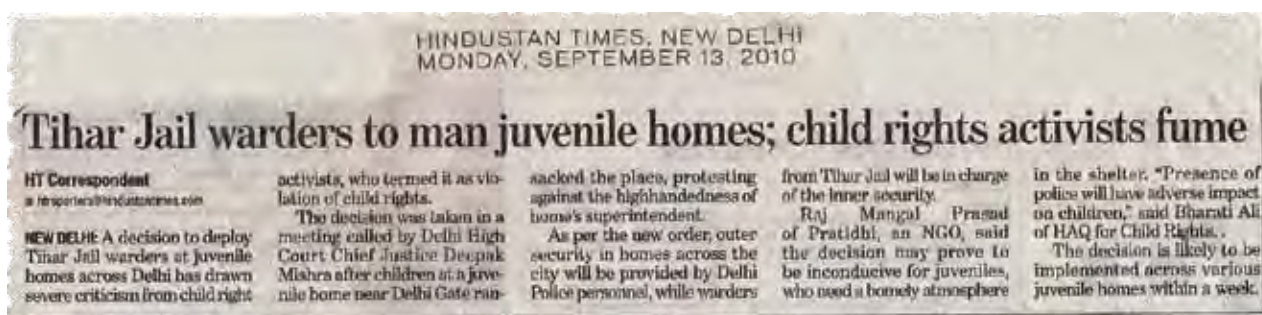 HINDUSTAN TIMES, NEW DELHI
MONDAY, SEPTEMBER 13, 2010
Tihar Jail warders to man juvenile homes; child rights activists fume
HT Correspondent
NEW DELHI: A decision to deploy
Tihar Jail warders at juvenile
homes across Delhi has drawn
severe criticism from child right
activists, who termed it as vio-
lation of child rights.
The decision was taken in a
meeting called by Delhi High
Court Chief Justice Deepak
Mishra after children at a juve-
nile home near Delhi Gate ran-
sacked the place, protesting
against the highhandedness of
home's superintendent.
As per the new order, outer
security in homes across the
city will be provided by Delhi
Police personnel, while warders
from Tihar Jail will be in charge
of the inner security.
Raj Mangal Prasad
of Pratidhi, an NGO, said
the decision may prove to
be inconducive for juveniles,
who need a homely atmosphere
in the shelter. "Presence of
police will have adverse impact
on children," said Bharati Ali
of HAQ for Child Rights. .
The decision is likely to be
implemented across various
juvenile homes within a week.